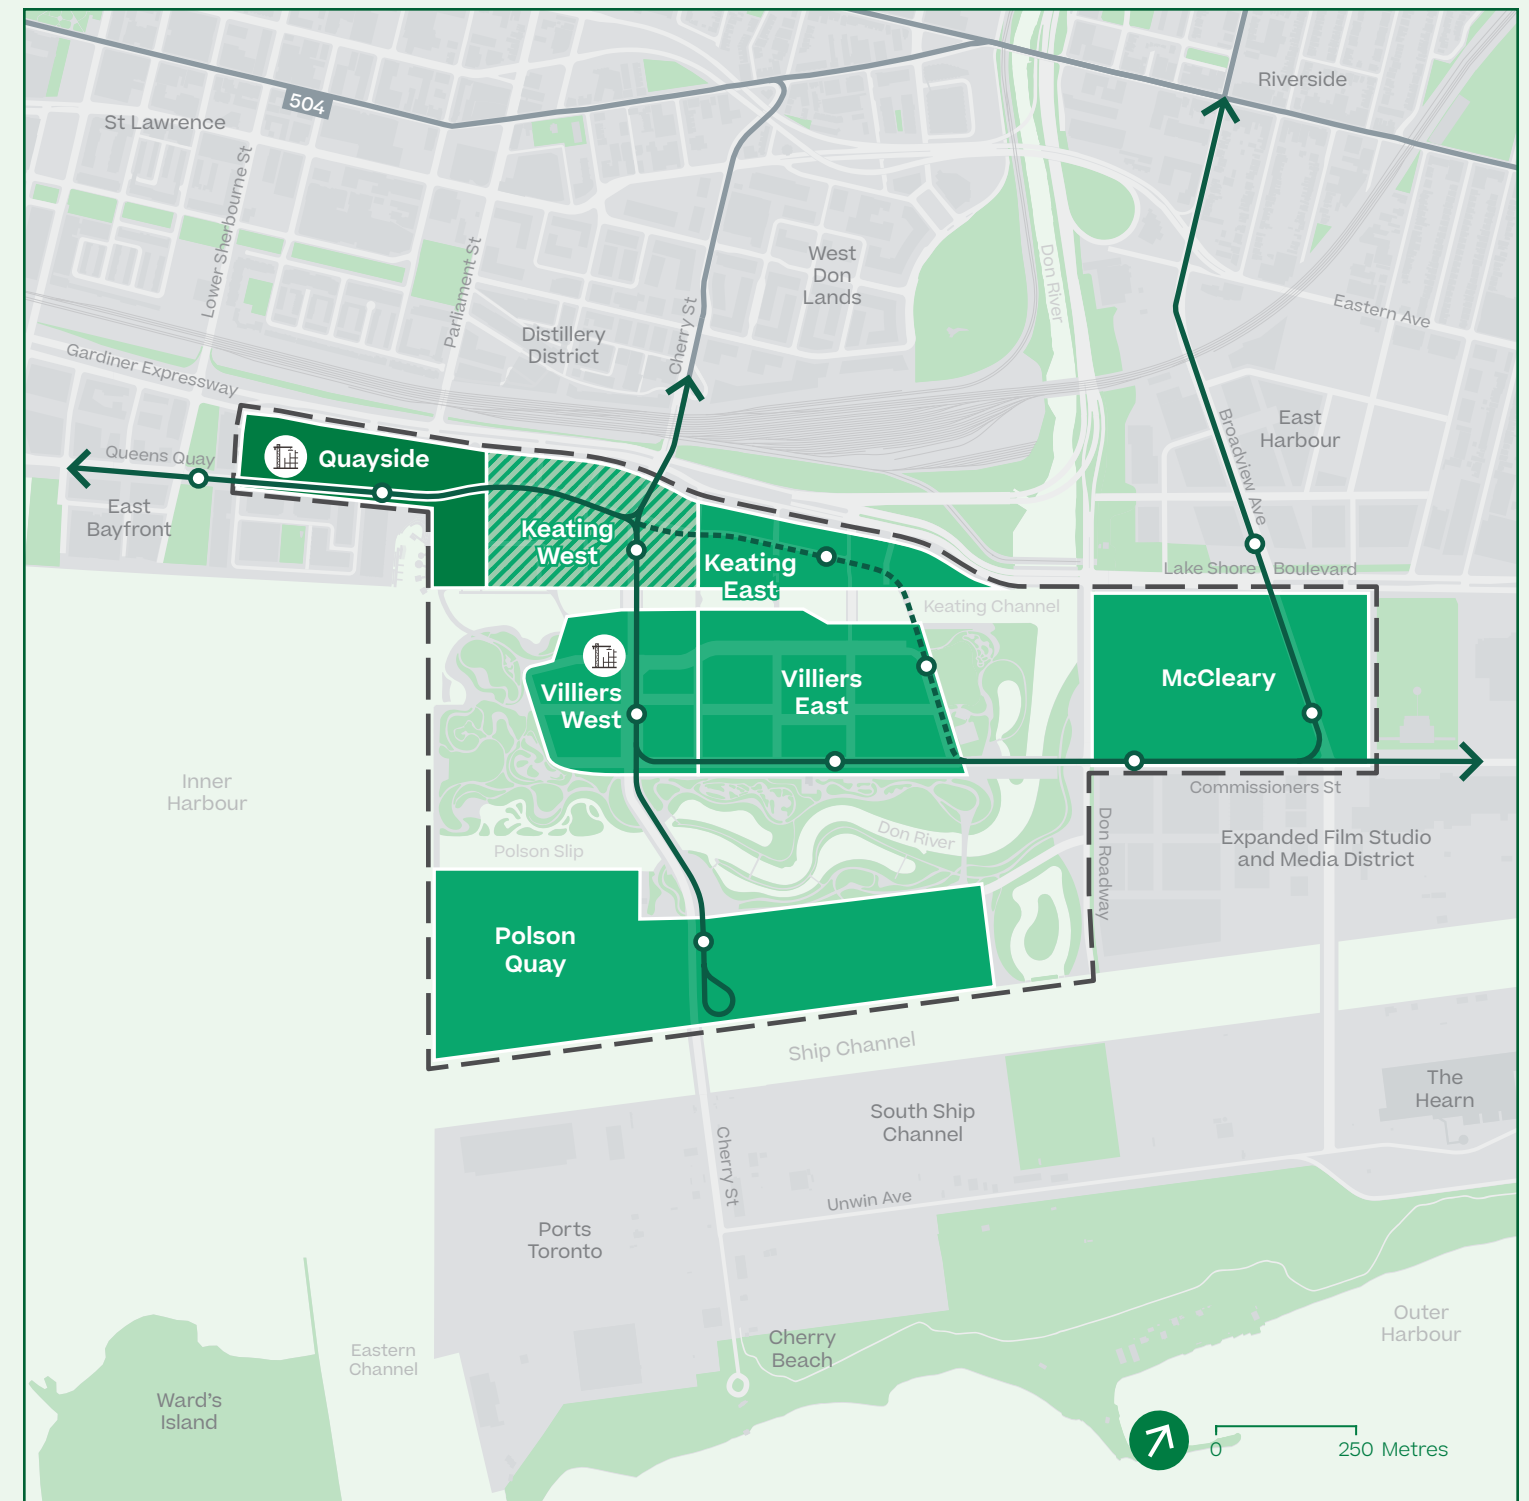 Riverside
504
St Lawrence
Lower Sherbourne St
Parliament St
West
Don
Lands
Don River
Eastern Ave
Distillery
District
Cherry St
Gardiner Expressway
East
Harbour
Broadview Ave
Queens Quay
Quayside
East
Bayfront
Keating
West
Keating
East
Lake Shore Boulevard
Keating Channel
Villiers
West
Villiers
East
McCleary
Inner
Harbour
Commissioners St
Don River
Don Roadway
Expanded Film Studio
and Media District
Polson Slip
Polson
Quay
Ship Channel
The
Hearn
South Ship
Channel
Cherry St
Unwin Ave
Ports
Toronto
Outer
Harbour
Cherry
Beach
Eastern
Channel
Ward's
Island
0 250 Metres